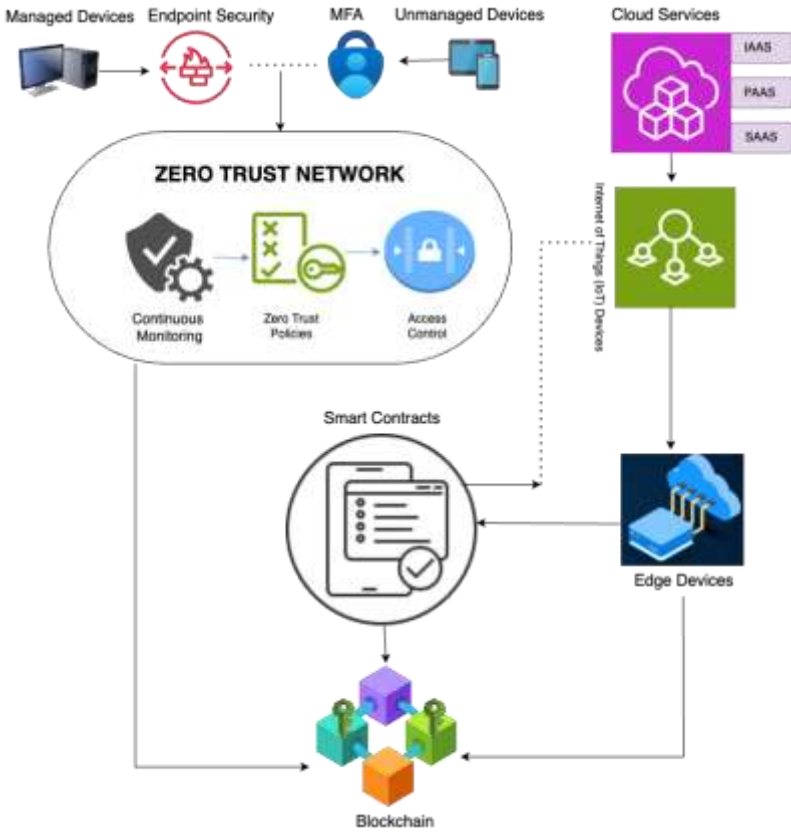 Managed Devices
Endpoint Security
MFA
Unmanaged Devices
Cloud Services
IAAS
PAAS
SAAS
ZERO TRUST NETWORK
Continuous
Monitoring
Zero Trust
Policies
Access
Control
Internet of Things (IoT) Devices
Smart Contracts
Edge Devices
Blockchain